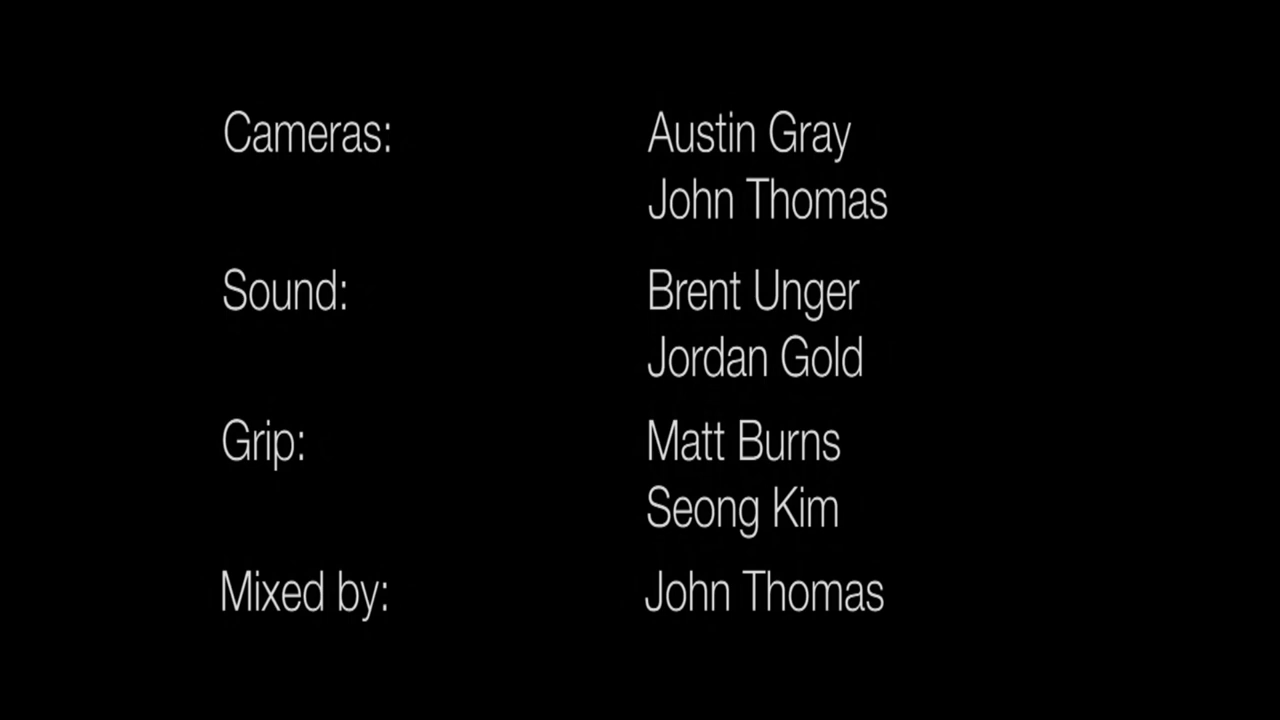 Cameras: Austin Gray
John Thomas
Sound: Brent Unger
Jordan Gold
Grip: Matt Burns
Seong Kim
Mixed by: John Thomas